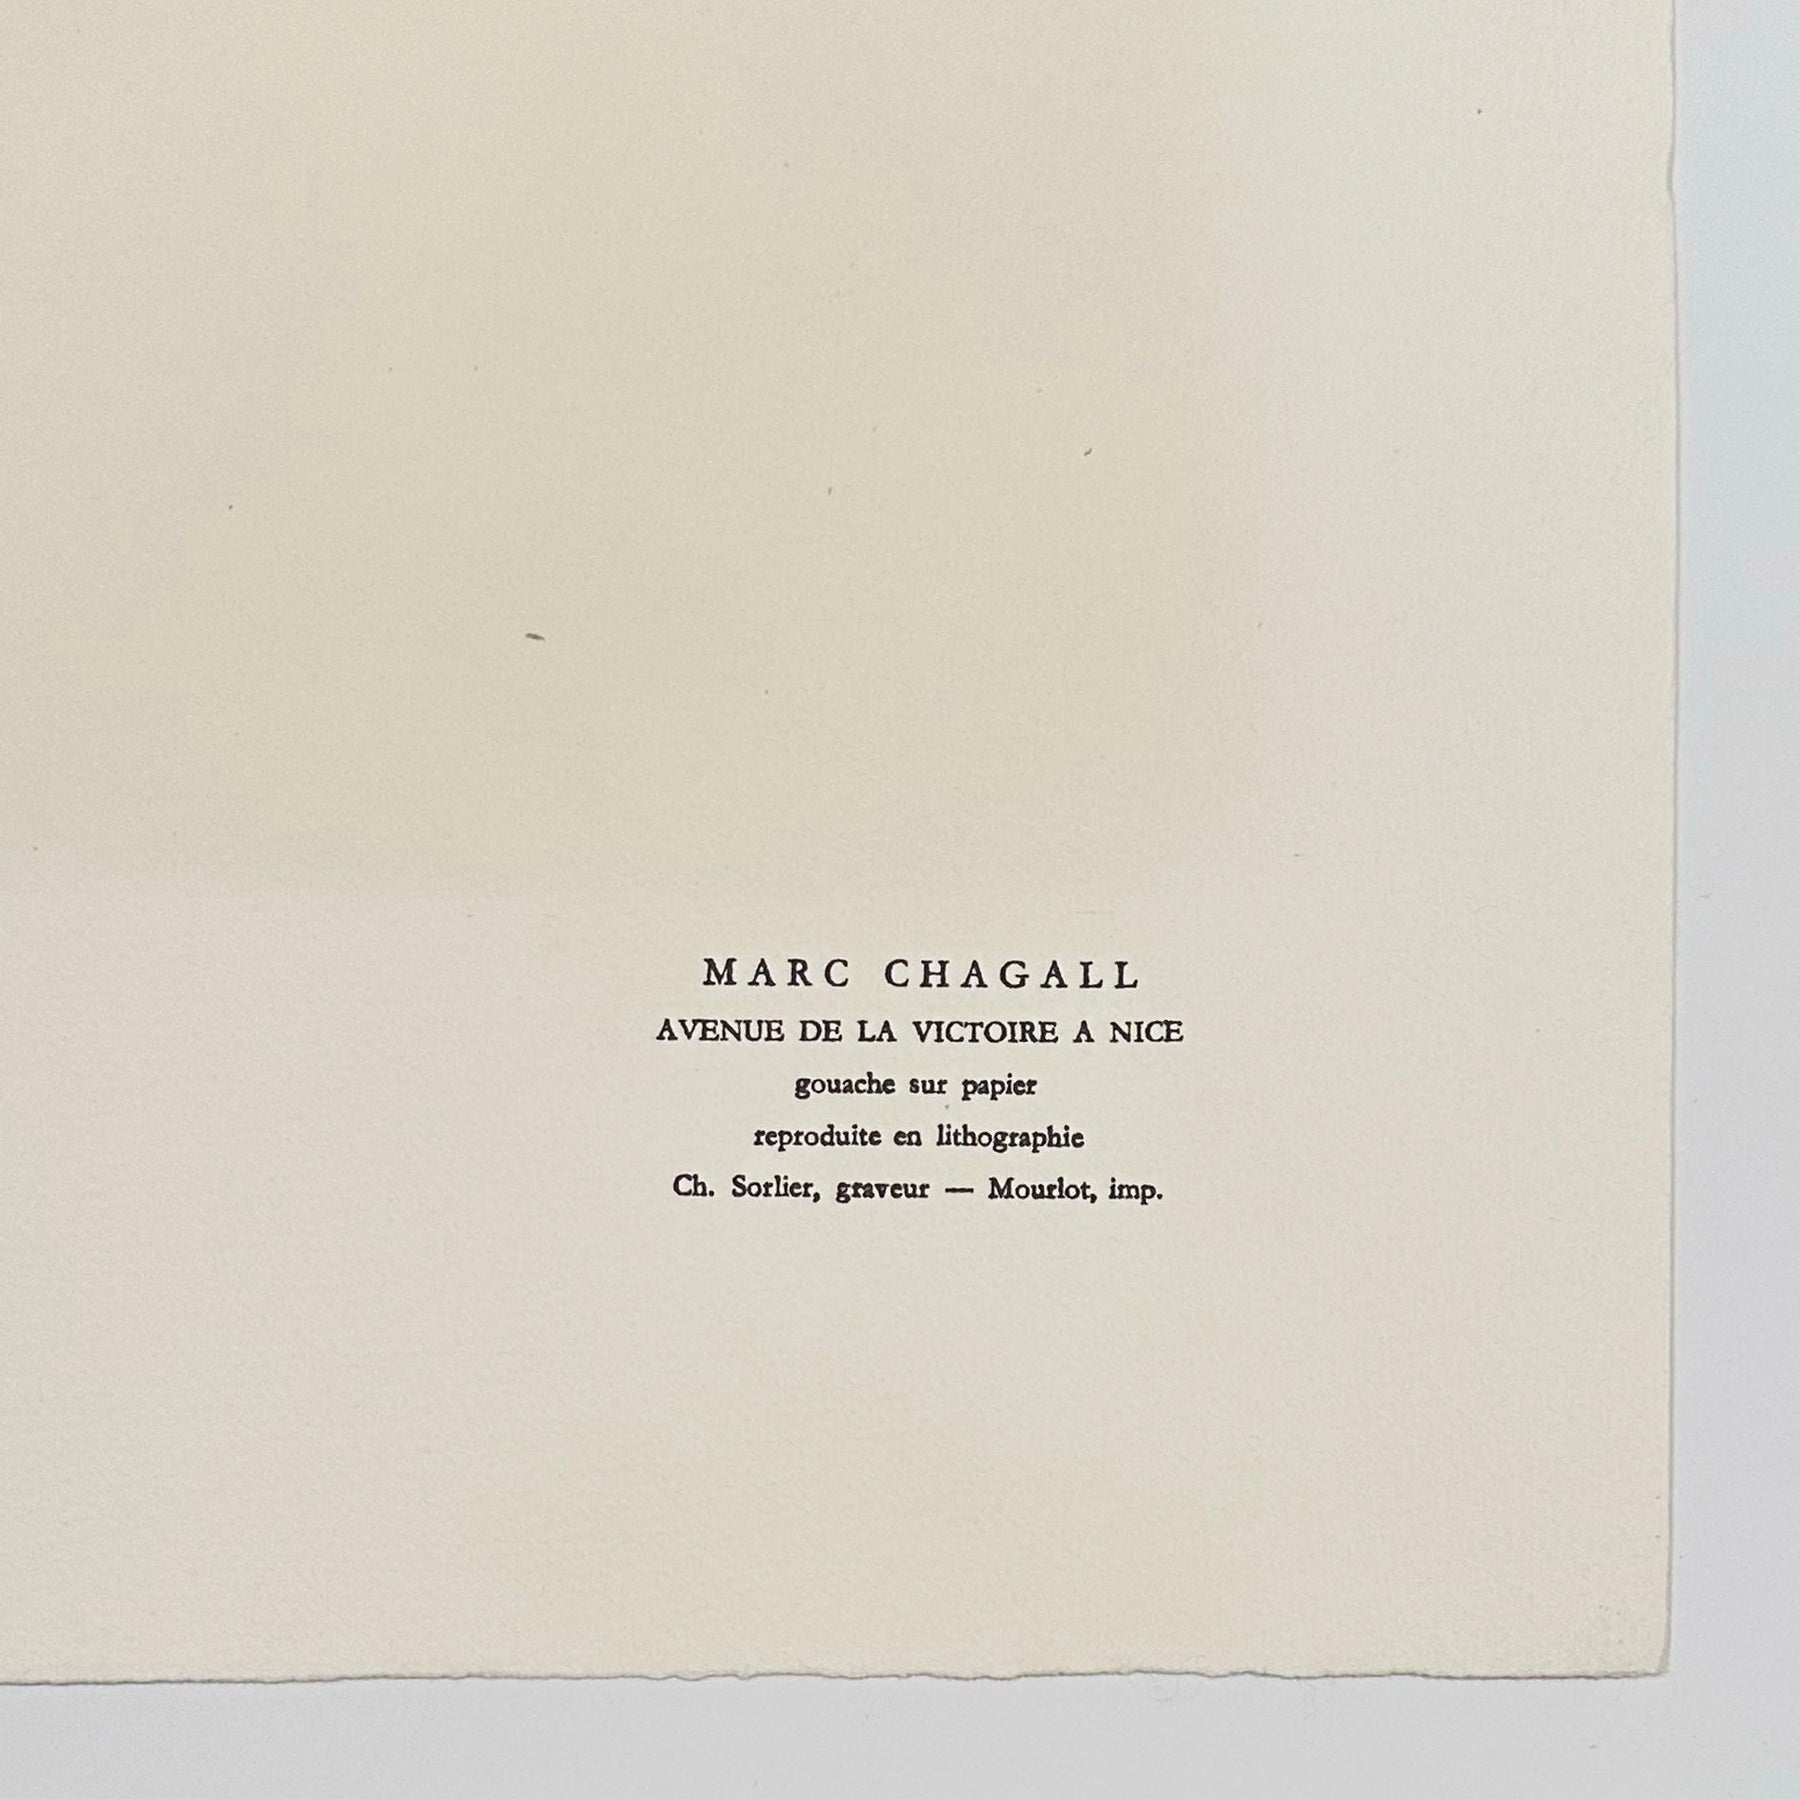 MARC CHAGALL
AVENUE DE LA VICTOIRE A NICE
gouache sur papier
reproduite en lithographie
Ch. Sorlier, graveur — Mourlot, imp.